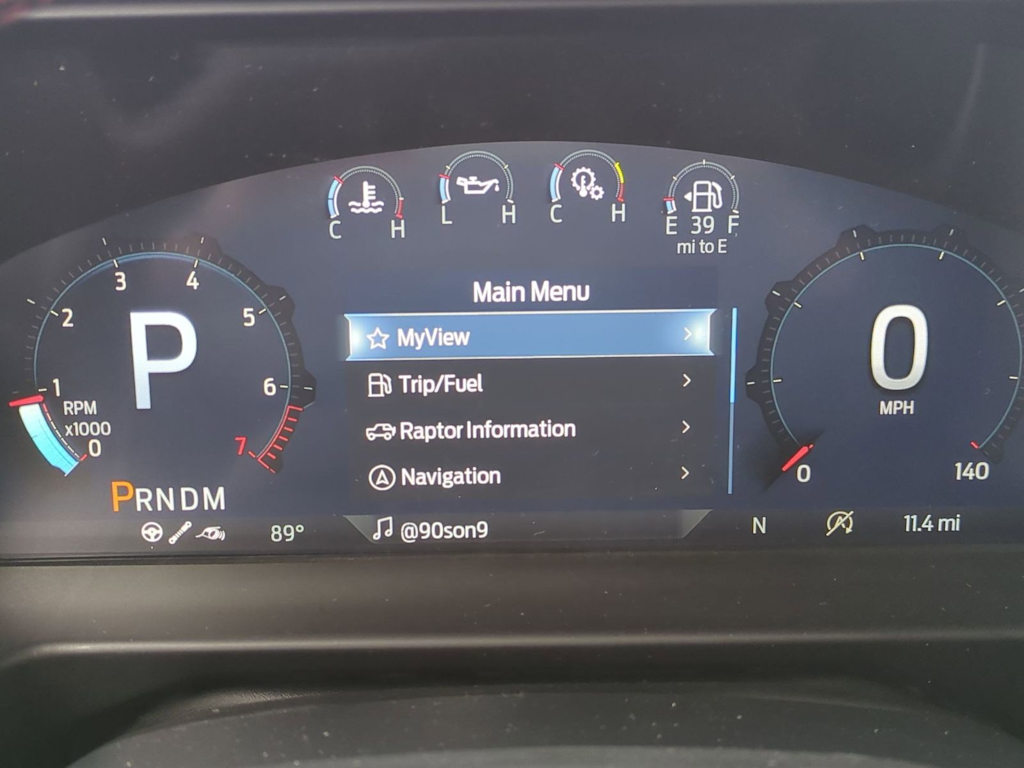 C H
L H
C H
E 39 F
mi to E
1 2 3 4 5 6 7
RPM
x1000
0
P
PRNDM
89°
Main Menu
MyView
Trip/Fuel
Raptor Information
Navigation
@90son9
0
MPH
0 140
N
A
11.4 mi